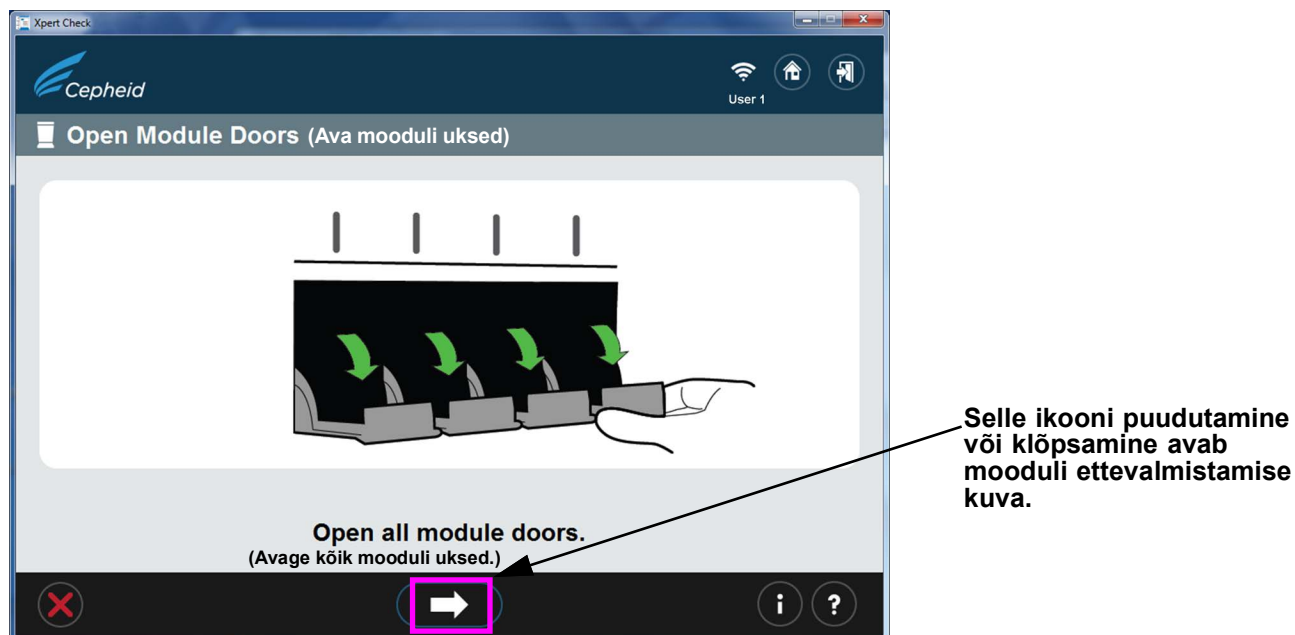 Xpert Check
Cepheid
User 1
Open Module Doors (Ava mooduli uksed)
Open all module doors.
(Avage kõik mooduli uksed.)
Selle ikooni puudutamine
või klõpsamine avab
mooduli ettevalmistamise
kuva.
i ?